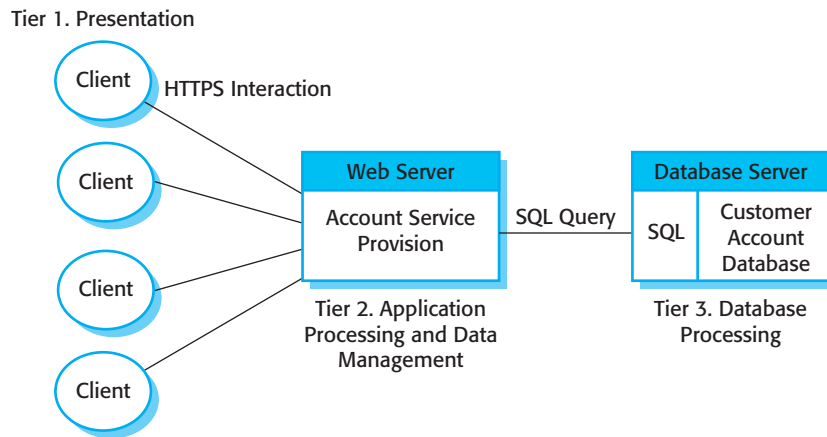 Tier 1. Presentation
Client
HTTPS Interaction
Client
Client
Client
Web Server
Account Service
Provision
Tier 2. Application
Processing and Data
Management
SQL Query
Database Server
SQL
Customer
Account
Database
Tier 3. Database
Processing